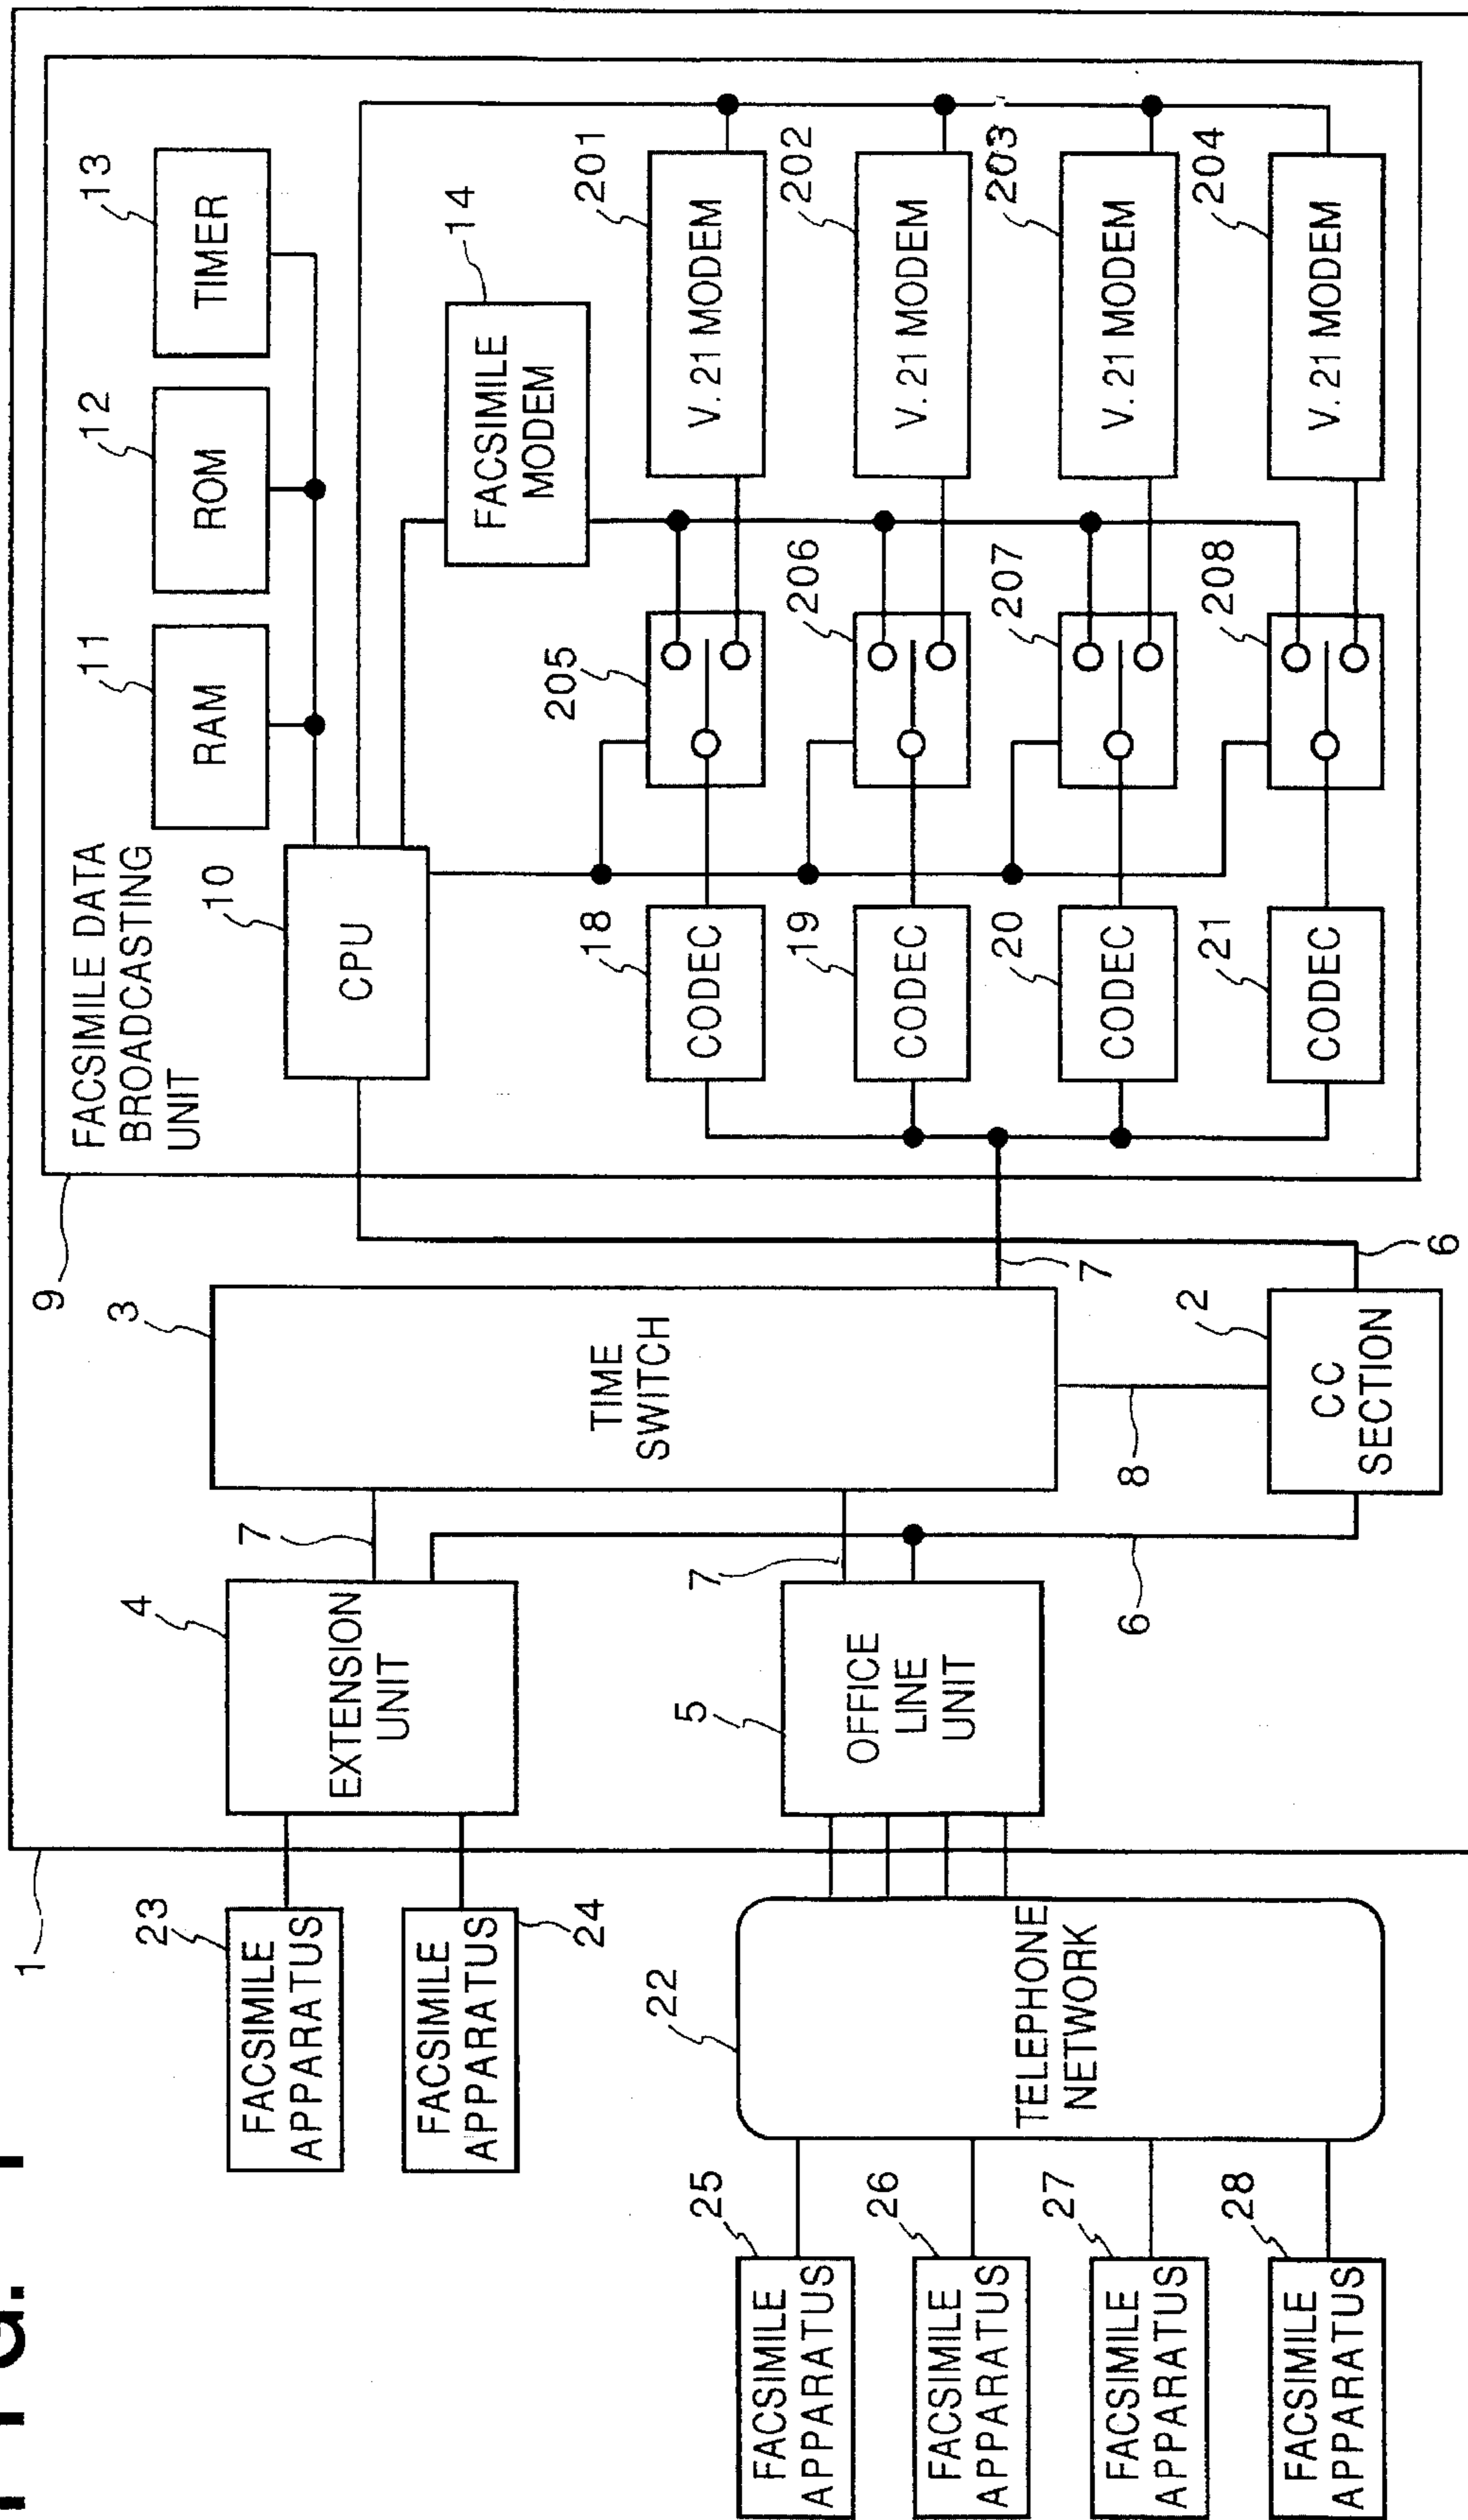 1
9
FACSIMILE DATA
BROADCASTING
UNIT
10
CPU
11
RAM
12
ROM
13
TIMER
14
FACSIMILE
MODEM
23
FACSIMILE
APPARATUS
24
FACSIMILE
APPARATUS
4
EXTENSION
UNIT
7
3
TIME
SWITCH
22
TELEPHONE
NETWORK
5
OFFICE
LINE
UNIT
7
7
6
8
2
CC
SECTION
6
25
FACSIMILE
APPARATUS
26
FACSIMILE
APPARATUS
27
FACSIMILE
APPARATUS
28
FACSIMILE
APPARATUS
18
CODEC
205
201
V.21 MODEM
19
CODEC
206
202
V.21 MODEM
20
CODEC
207
203
V.21 MODEM
21
CODEC
208
204
V.21 MODEM